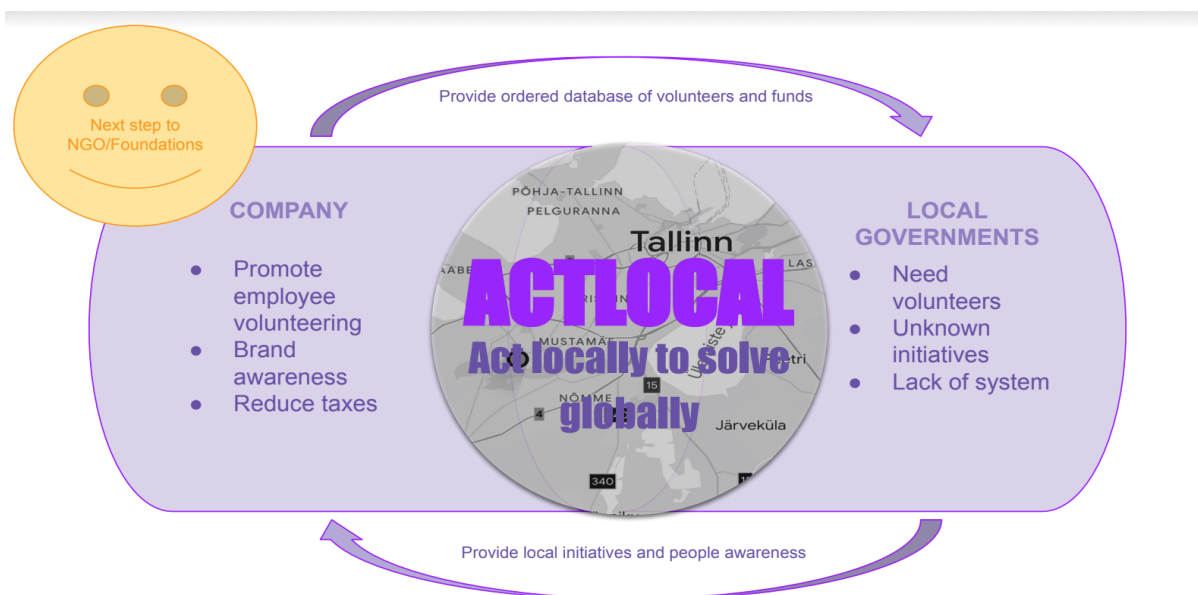 Provide ordered database of volunteers and funds
Next step to
NGO/Foundations
COMPANY
● Promote
employee
volunteering
● Brand
awareness
● Reduce taxes
PÕHJA-TALLINN
PELGURANNA
Tallinn
LAS
ACTLOCAL
MUSTAMÄE
Act locally to solve
globally
15
NÕMME
4
Järveküla
340
LOCAL
GOVERNMENTS
● Need
volunteers
● Unknown
initiatives
● Lack of system
Provide local initiatives and people awareness